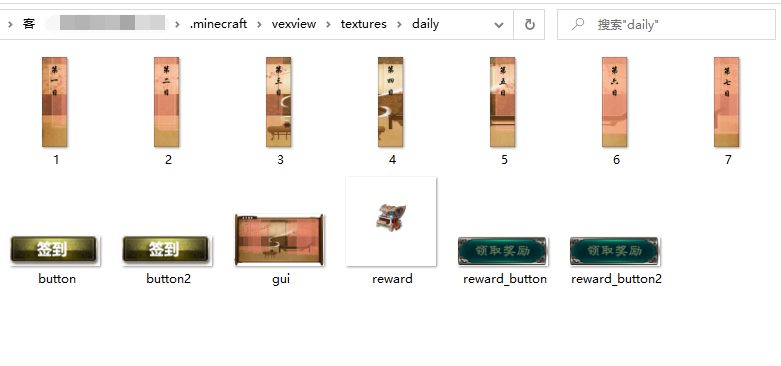 客 .minecraft vexview textures daily 搜索"daily"
第一日 第二日 第三日 第四日 第五日 第六日 第七日
1 2 3 4 5 6 7
签到 签到 领取奖励 领取奖励
button button2 gui reward reward_button reward_button2